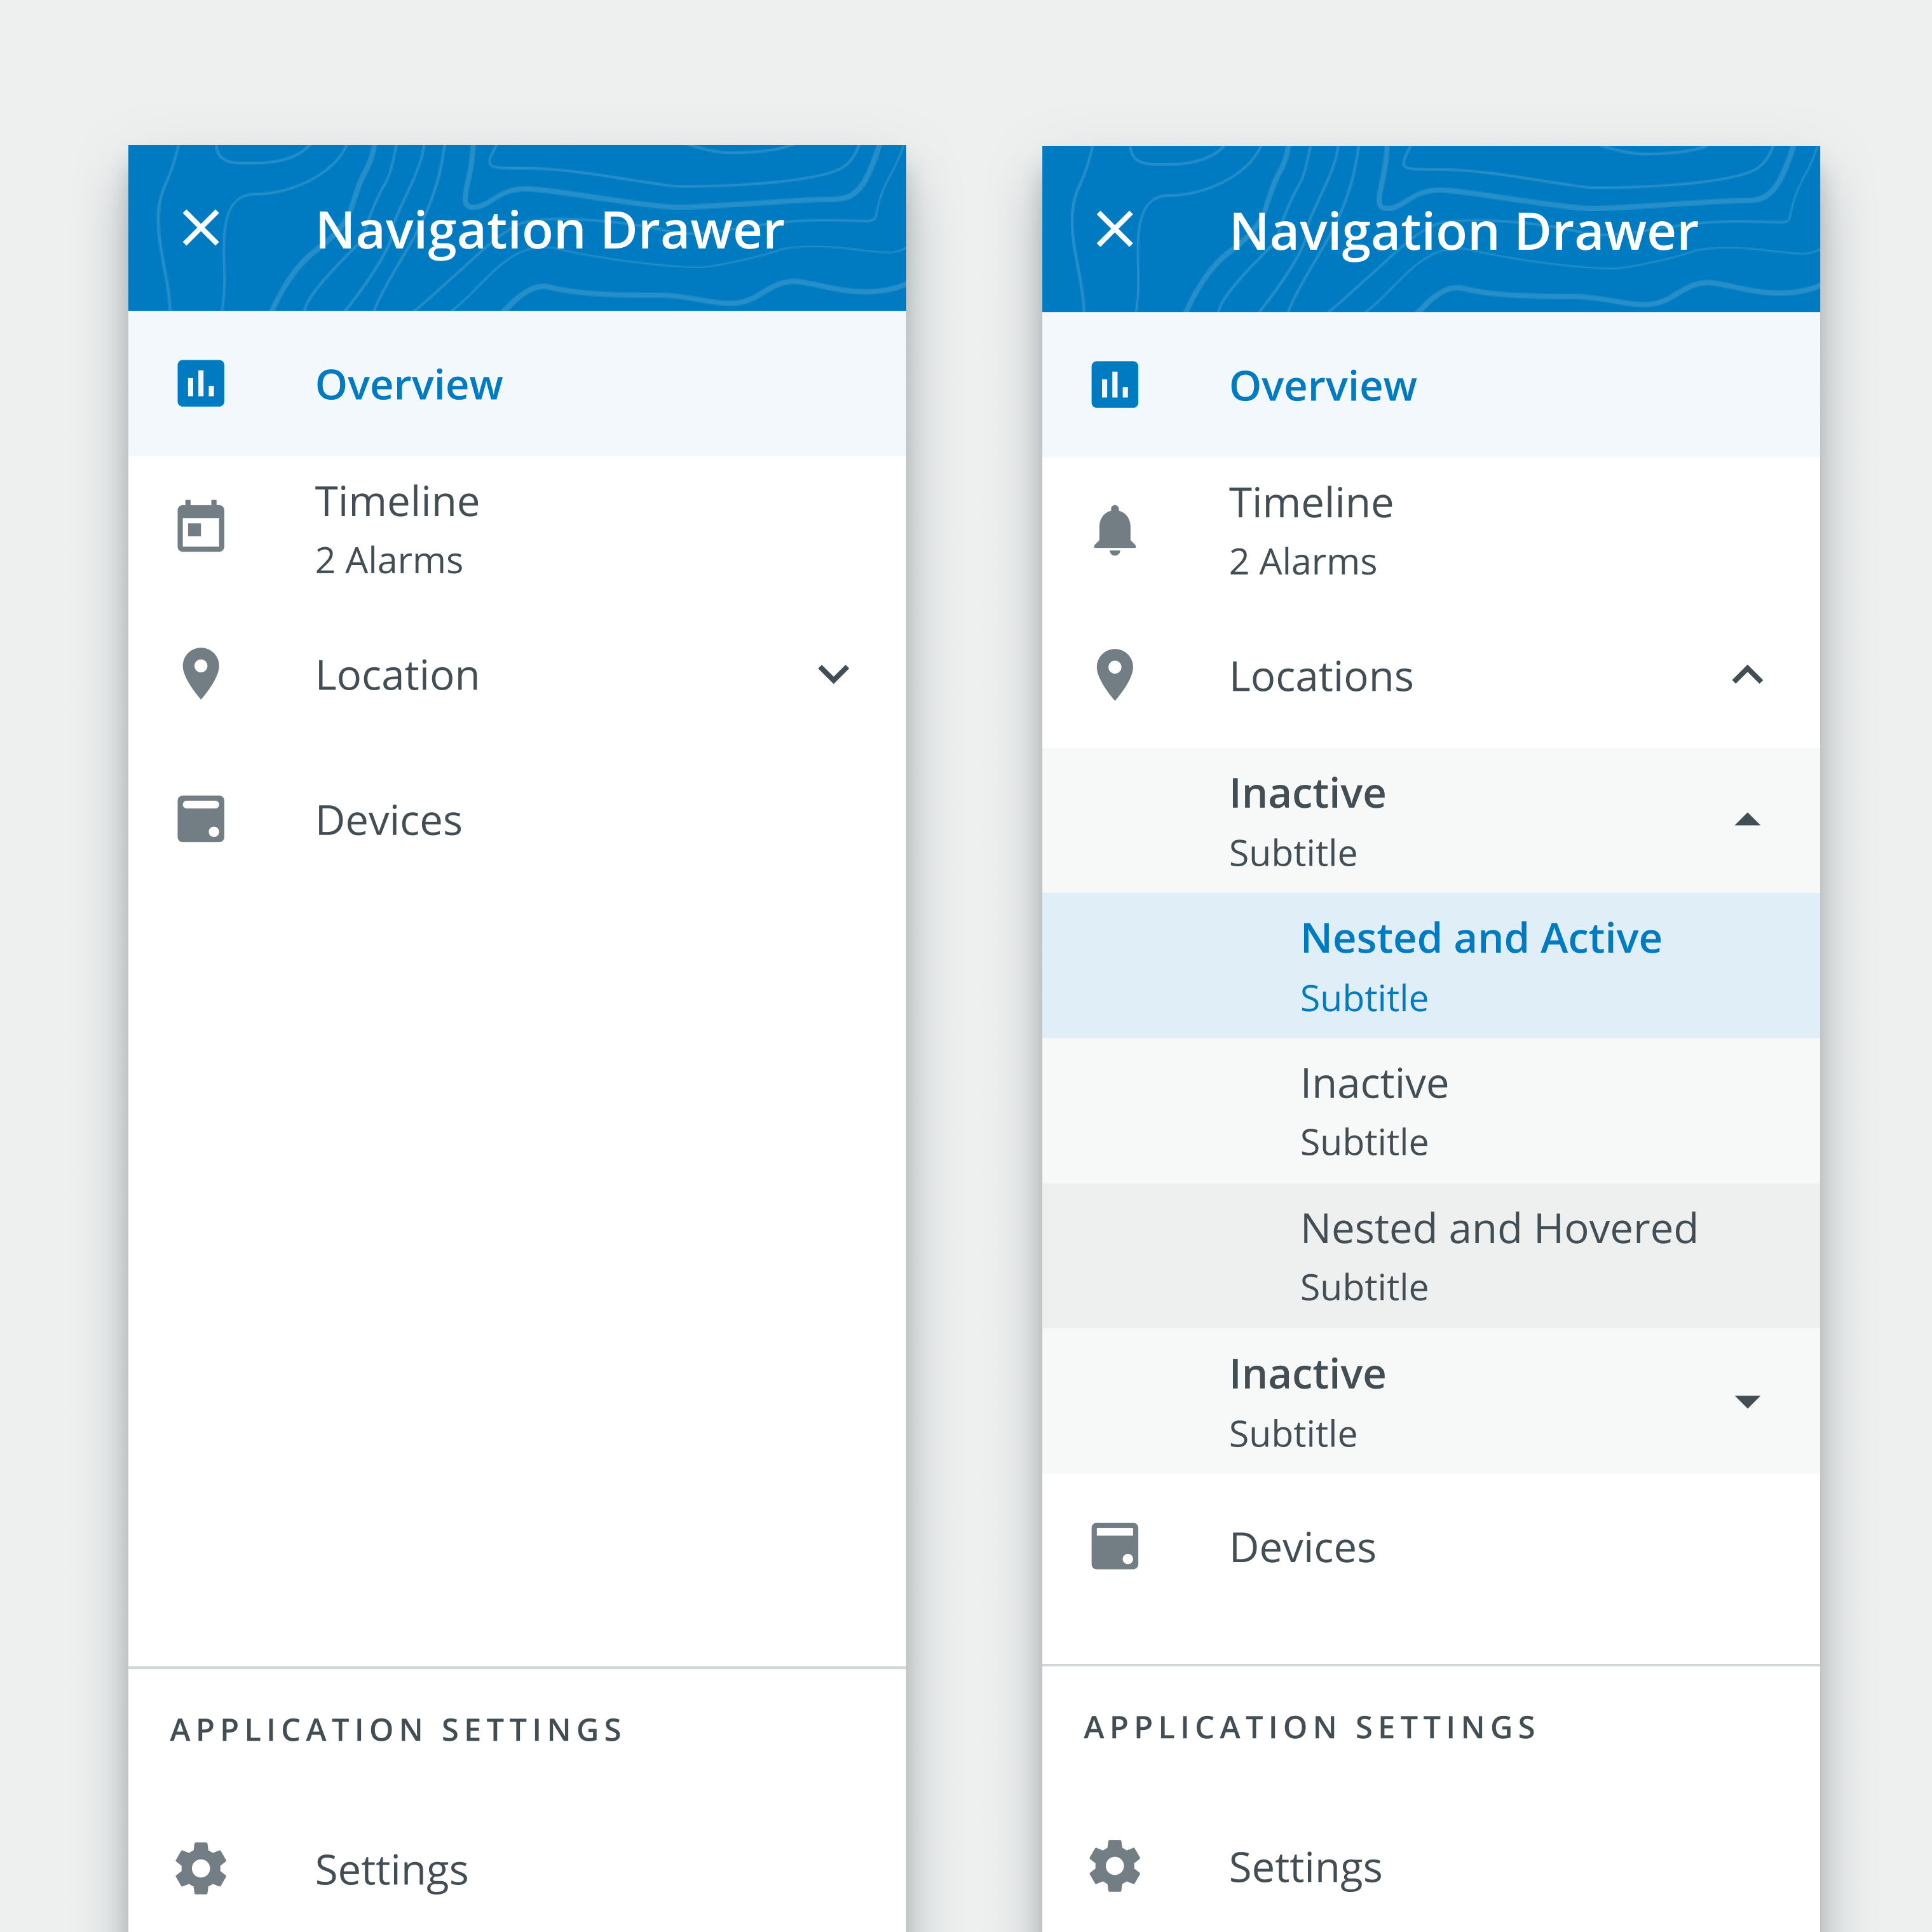 Navigation Drawer
Overview
Timeline
2 Alarms
Location
Devices
APPLICATION SETTINGS
Settings
Navigation Drawer
Overview
Timeline
2 Alarms
Locations
Inactive
Subtitle
Nested and Active
Subtitle
Inactive
Subtitle
Nested and Hovered
Subtitle
Inactive
Subtitle
Devices
APPLICATION SETTINGS
Settings